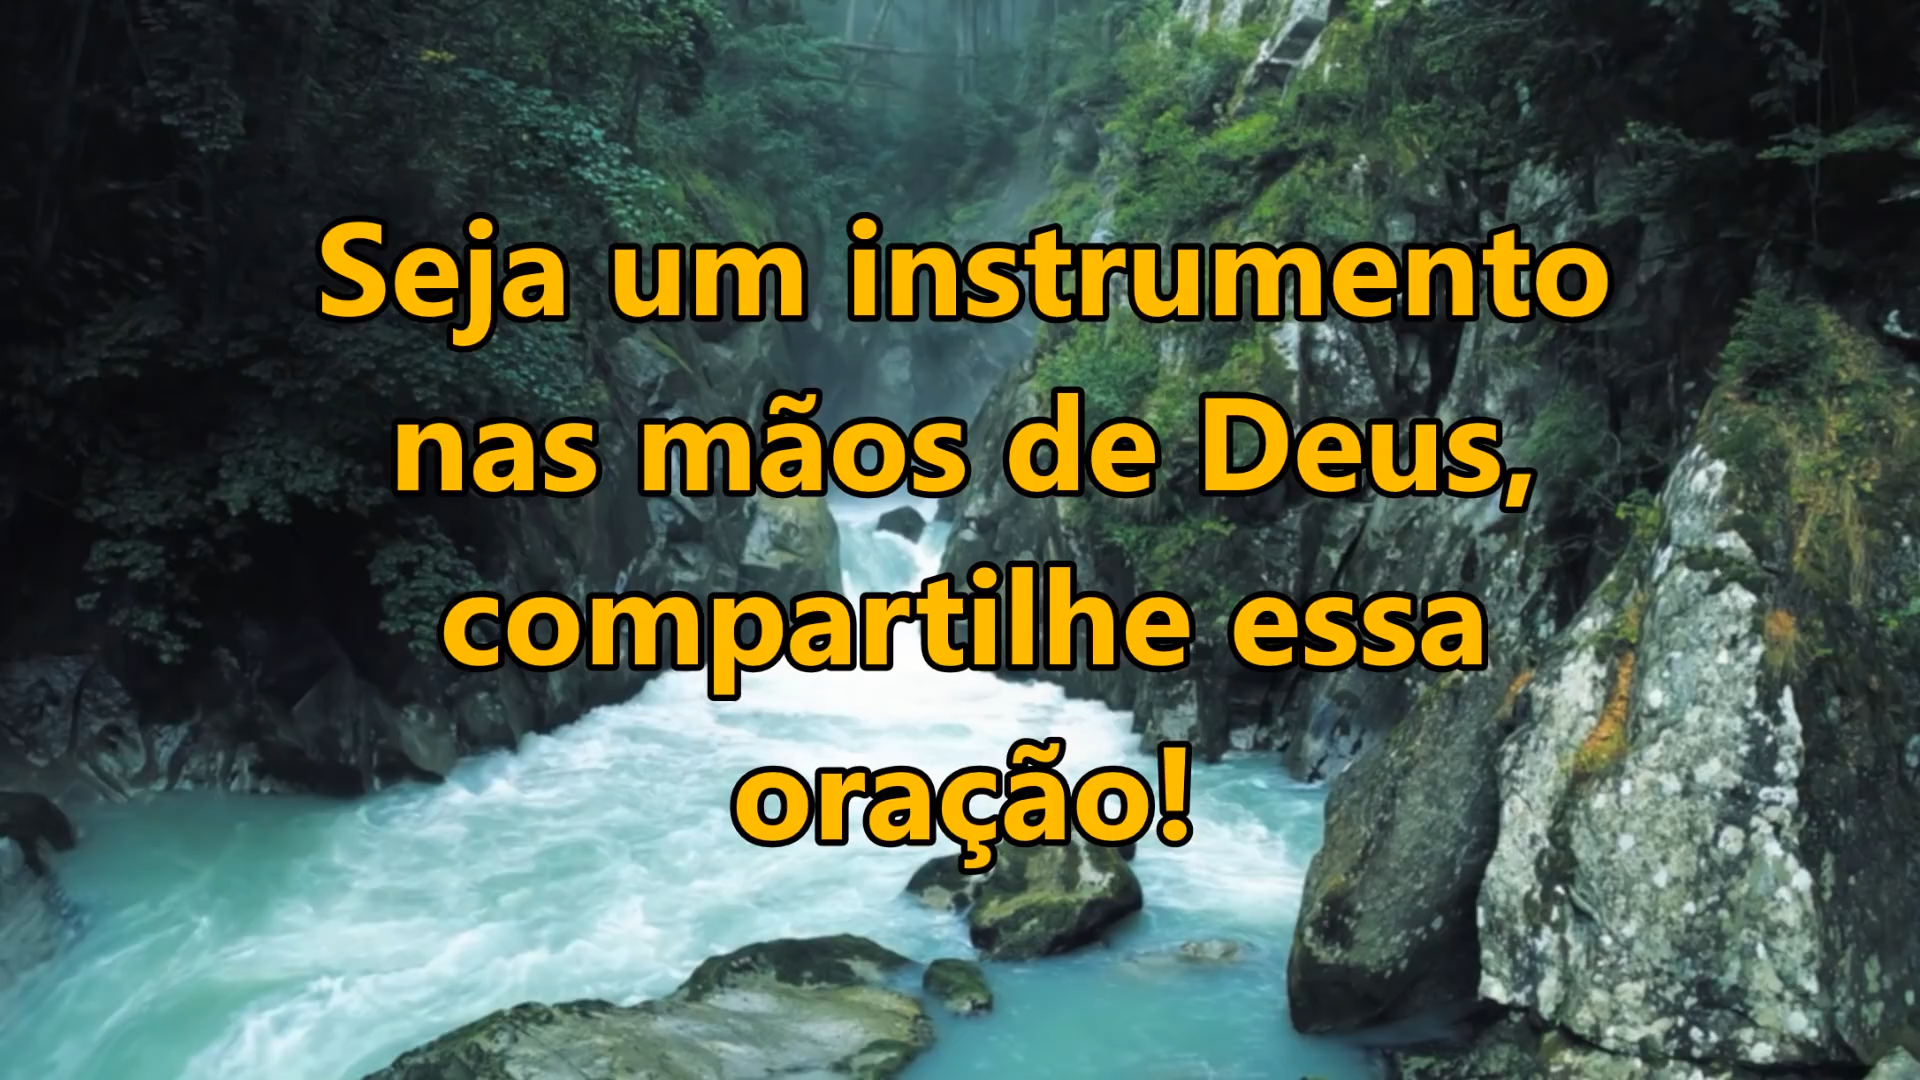 Seja um instrumento
nas mãos de Deus,
compartilhe essa
oração!